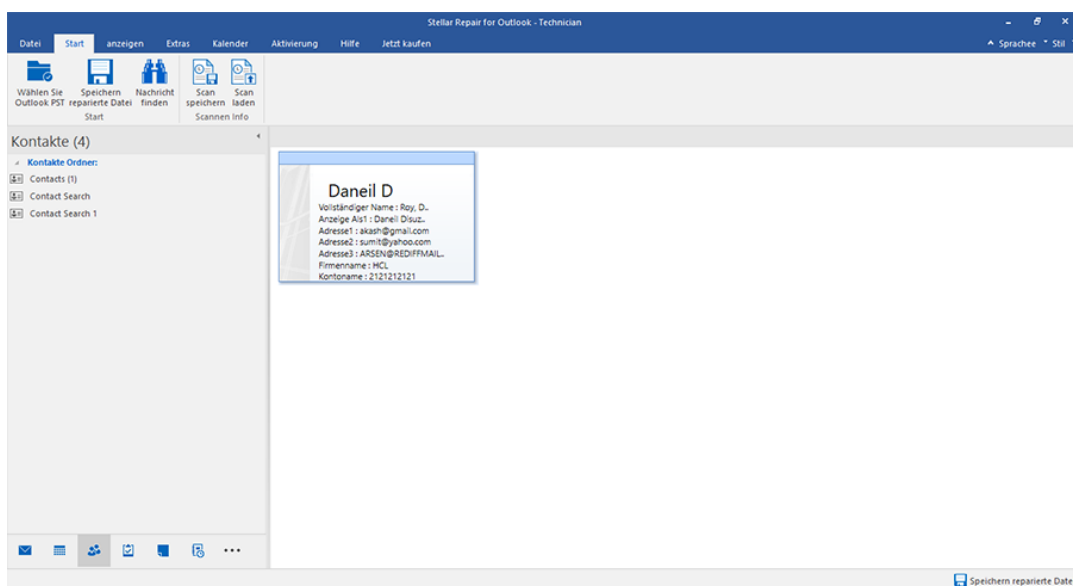 Stellar Repair for Outlook - Technician
Datei Start anzeigen Extras Kalender Aktivierung Hilfe Jetzt kaufen Sprachee Stil
Wählen Sie Outlook PST
Speichern reparierte Datei
Nachricht finden
Scan speichern
Scan laden
Start
Scannen Info
Kontakte (4)
Kontakte Ordner:
Contacts (1)
Contact Search
Contact Search 1
Daneil D
Vollständiger Name : Roy, D..
Anzeige Als1 : Daneil Disuz..
Adresse1 : akash@gmail.com
Adresse2 : sumit@yahoo.com
Adresse3 : ARSEN@REDIFFMAIL..
Firmenname : HCL
Kontoname : 2121212121
Speichern reparierte Date